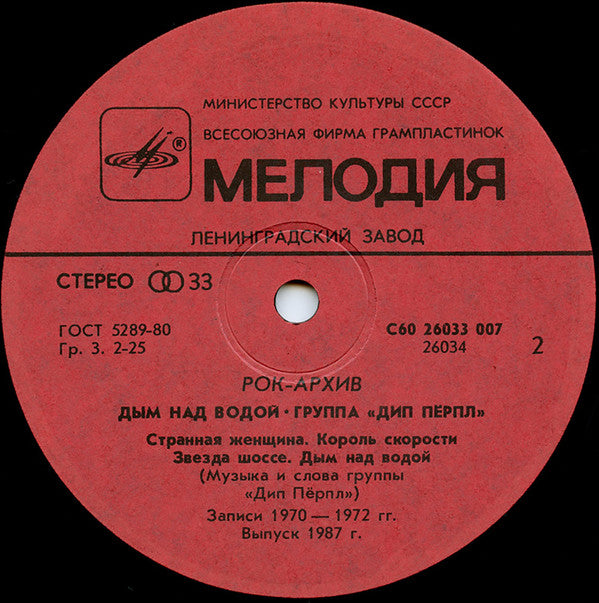 МИНИСТЕРСТВО КУЛЬТУРЫ СССР
ВСЕСОЮЗНАЯ ФИРМА ГРАМПЛАСТИНОК
®
МЕЛОДИЯ
ЛЕНИНГРАДСКИЙ ЗАВОД
СТЕРЕО 33
ГОСТ 5289-80
Гр. 3. 2-25
С60 26033 007
26034
2
РОК-АРХИВ
ДЫМ НАД ВОДОЙ • ГРУППА «ДИП ПЁРПЛ»
Странная женщина. Король скорости
Звезда шоссе. Дым над водой
(Музыка и слова группы
«Дип Пёрпл»)
Записи 1970 — 1972 гг.
Выпуск 1987 г.